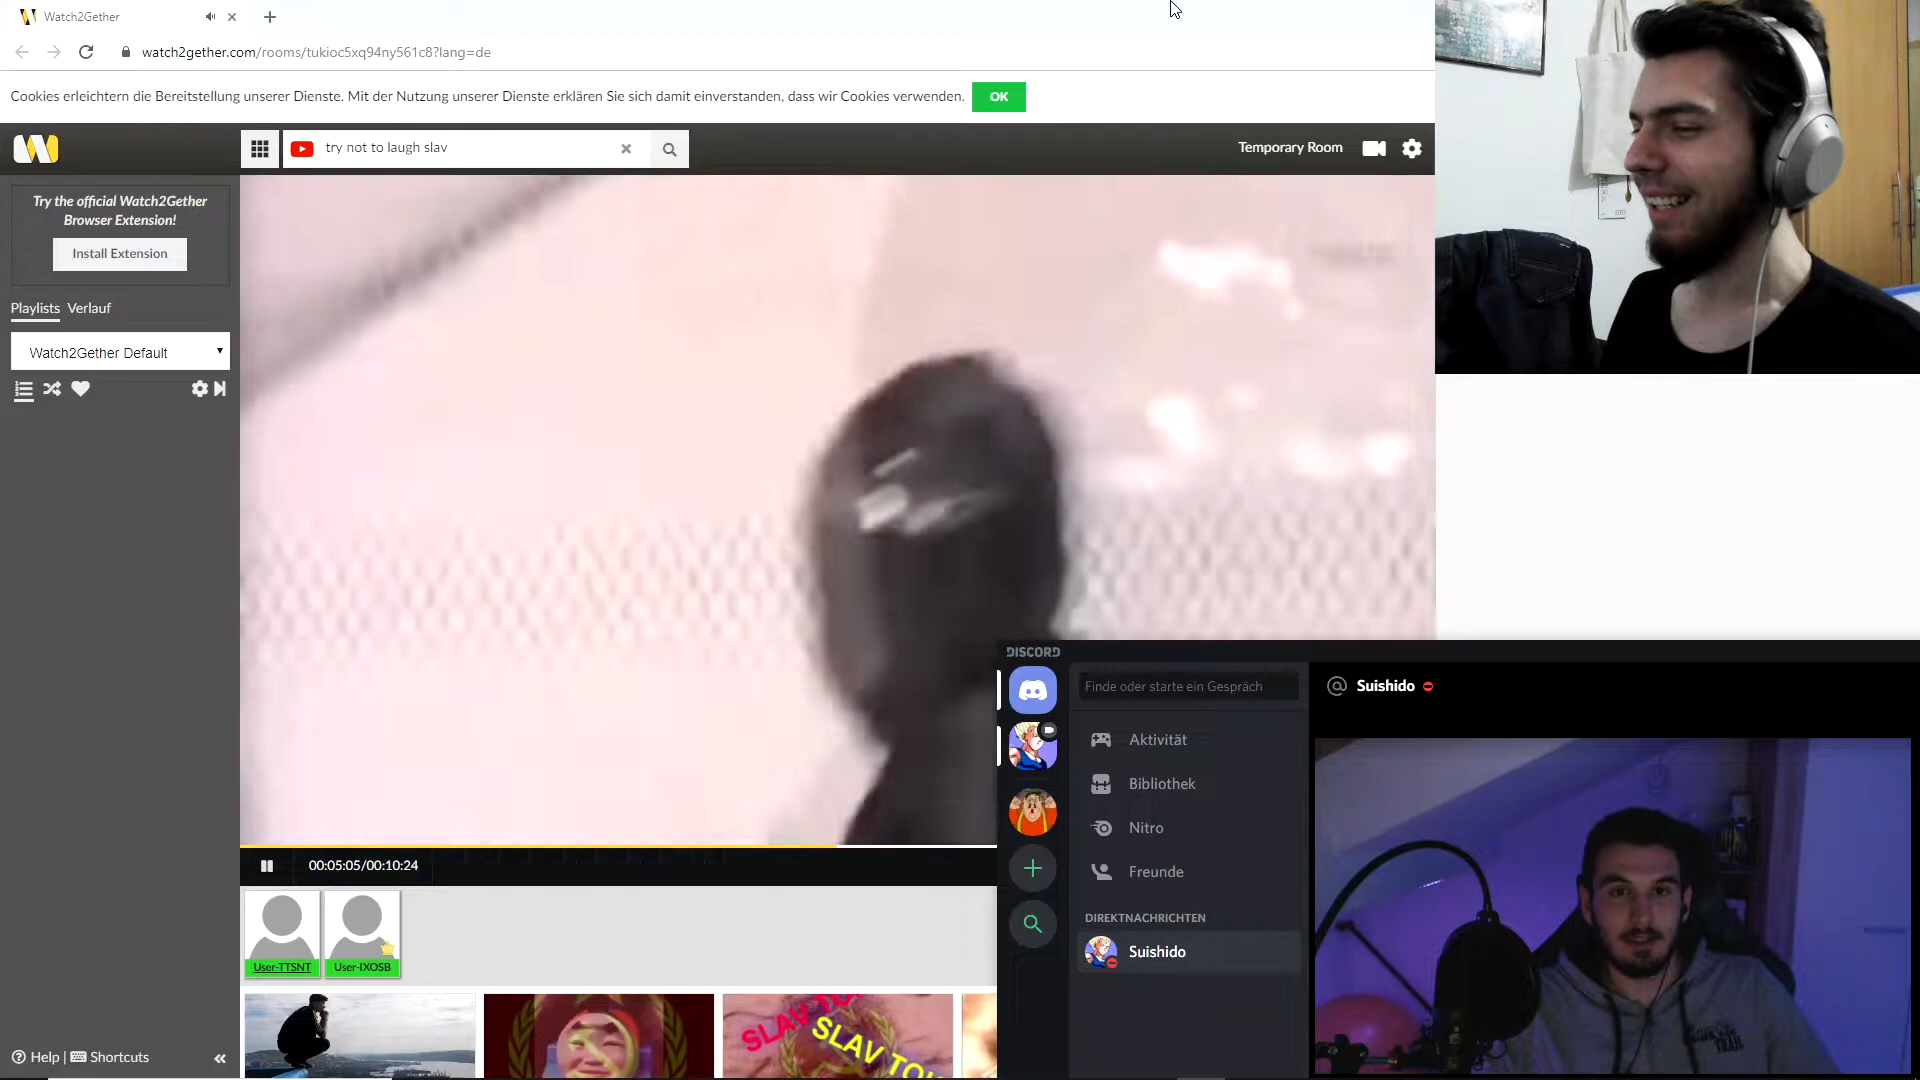 Watch2Gether
watch2gether.com/rooms/tukioc5xq94ny561c8?lang=de
Cookies erleichtern die Bereitstellung unserer Dienste. Mit der Nutzung unserer Dienste erklären Sie sich damit einverstanden, dass wir Cookies verwenden.
OK
try not to laugh slav
Temporary Room
Try the official Watch2Gether
Browser Extension!
Install Extension
Playlists Verlauf
Watch2Gether Default
00:05:05/00:10:24
User-TTSNT
User-IXOSB
SLAV
SLAV
Help | Shortcuts
DISCORD
Finde oder starte ein Gespräch
Aktivität
Bibliothek
Nitro
Freunde
DIREKTNACHRICHTEN
Suishido
Suishido